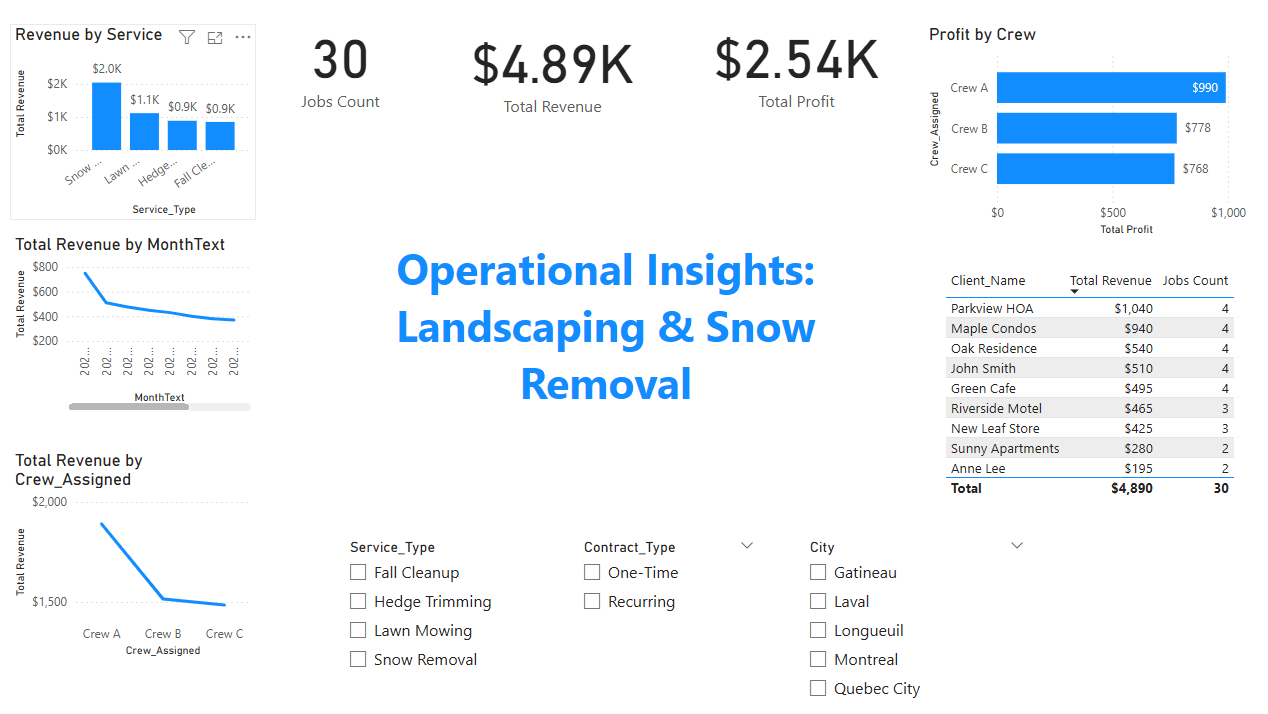 Revenue by Service
Total Revenue
$2K
$1K
$0K
$2.0K
$1.1K
$0.9K
$0.9K
Snow ...
Lawn ...
Hedge...
Fall Cle...
Service_Type
30
Jobs Count
$4.89K
Total Revenue
$2.54K
Total Profit
Profit by Crew
Crew_Assigned
Crew A
$990
Crew B
$778
Crew C
$768
$0
$500
$1,000
Total Profit
Total Revenue by MonthText
Total Revenue
$800
$600
$400
$200
202...
202...
202...
202...
202...
202...
202...
202...
MonthText
Operational Insights:
Landscaping & Snow
Removal
Client_Name Total Revenue Jobs Count
Parkview HOA $1,040 4
Maple Condos $940 4
Oak Residence $540 4
John Smith $510 4
Green Cafe $495 4
Riverside Motel $465 3
New Leaf Store $425 3
Sunny Apartments $280 2
Anne Lee $195 2
Total $4,890 30
Total Revenue by
Crew_Assigned
Total Revenue
$2,000
$1,500
Crew A Crew B Crew C
Crew_Assigned
Service_Type
Fall Cleanup
Hedge Trimming
Lawn Mowing
Snow Removal
Contract_Type
One-Time
Recurring
City
Gatineau
Laval
Longueuil
Montreal
Quebec City